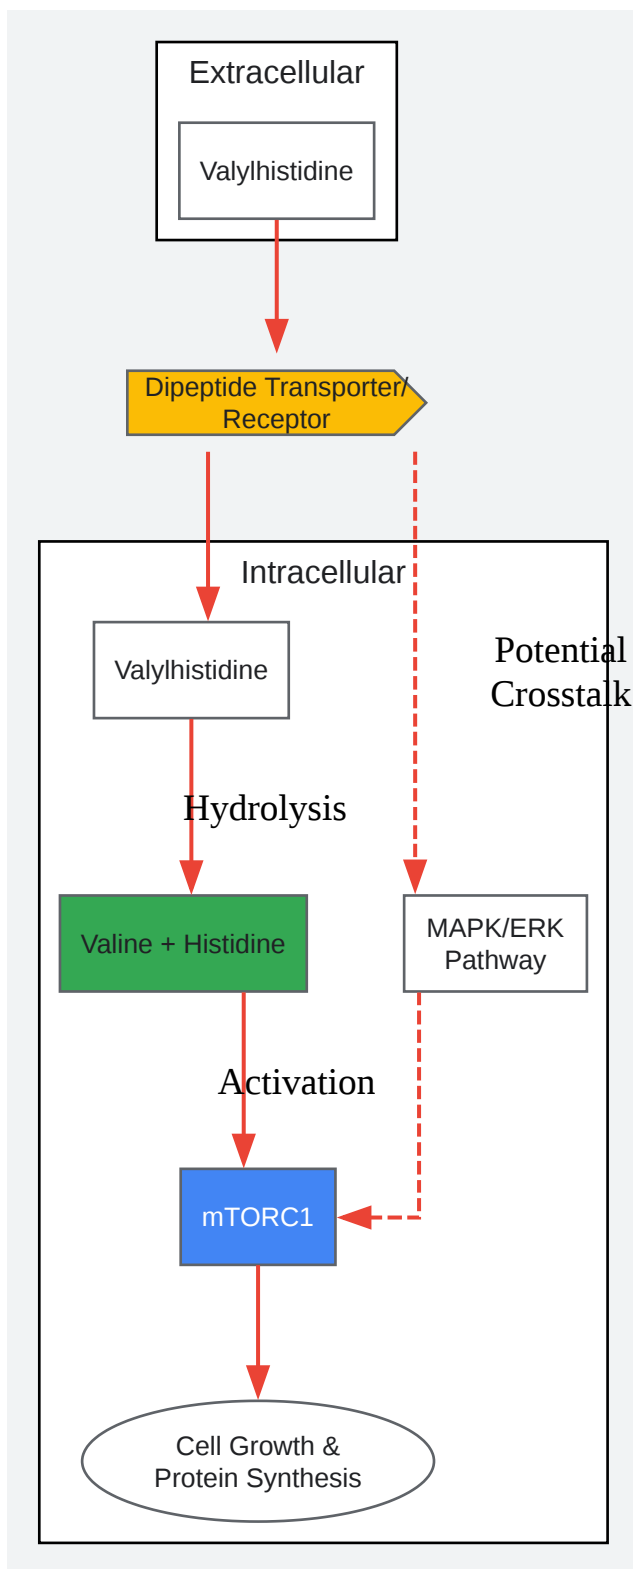 Extracellular
Valylhistidine
Dipeptide Transporter/
Receptor
Intracellular
Valylhistidine
Potential
Crosstalk
Hydrolysis
Valine + Histidine
MAPK/ERK
Pathway
Activation
mTORC1
Cell Growth &
Protein Synthesis